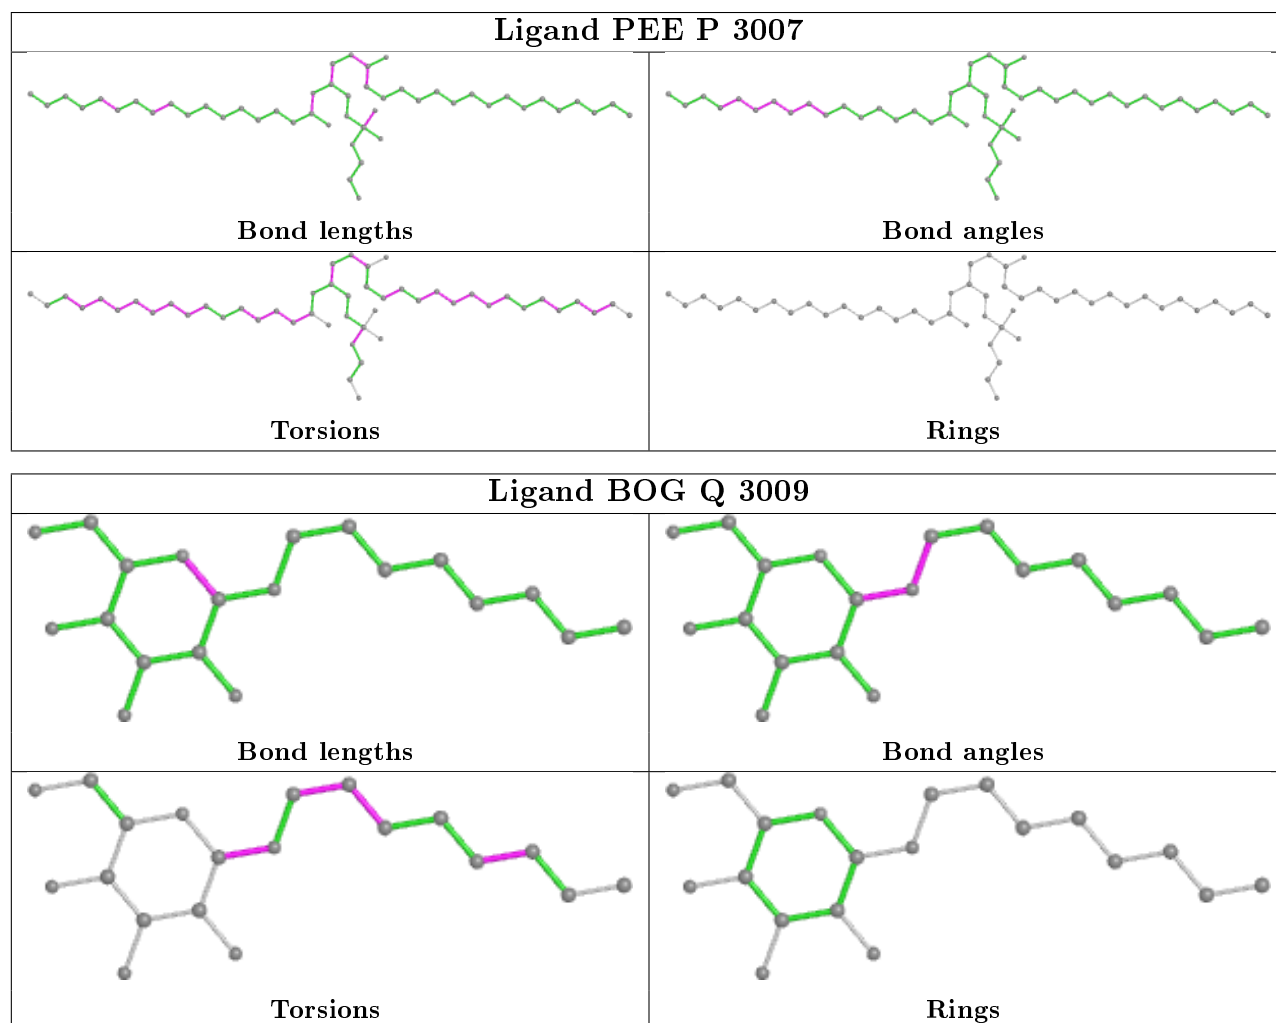 Ligand PEE P 3007
Bond lengths
Bond angles
Torsions
Rings
Ligand BOG Q 3009
Bond lengths
Bond angles
Torsions
Rings